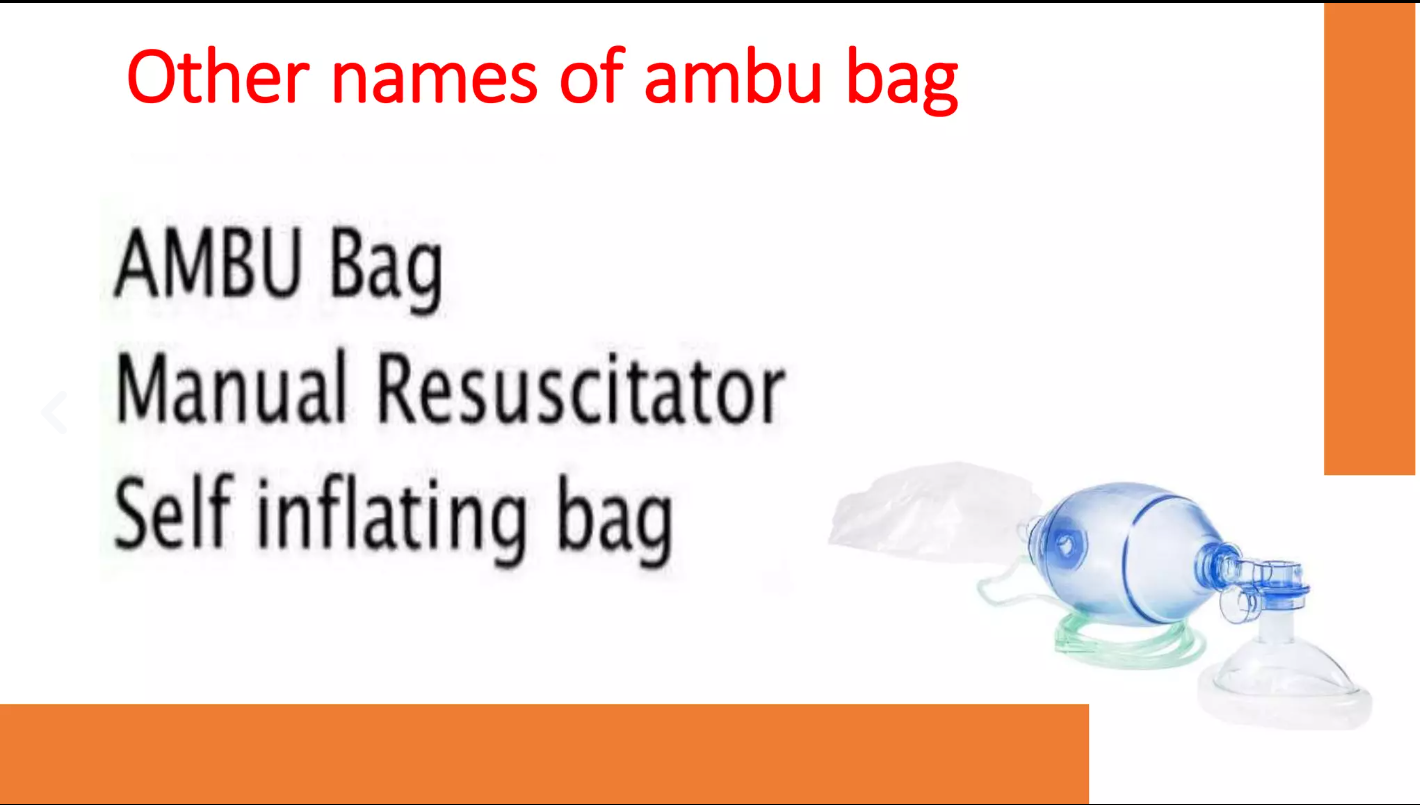 Other names of ambu bag
AMBU Bag
Manual Resuscitator
Self inflating bag